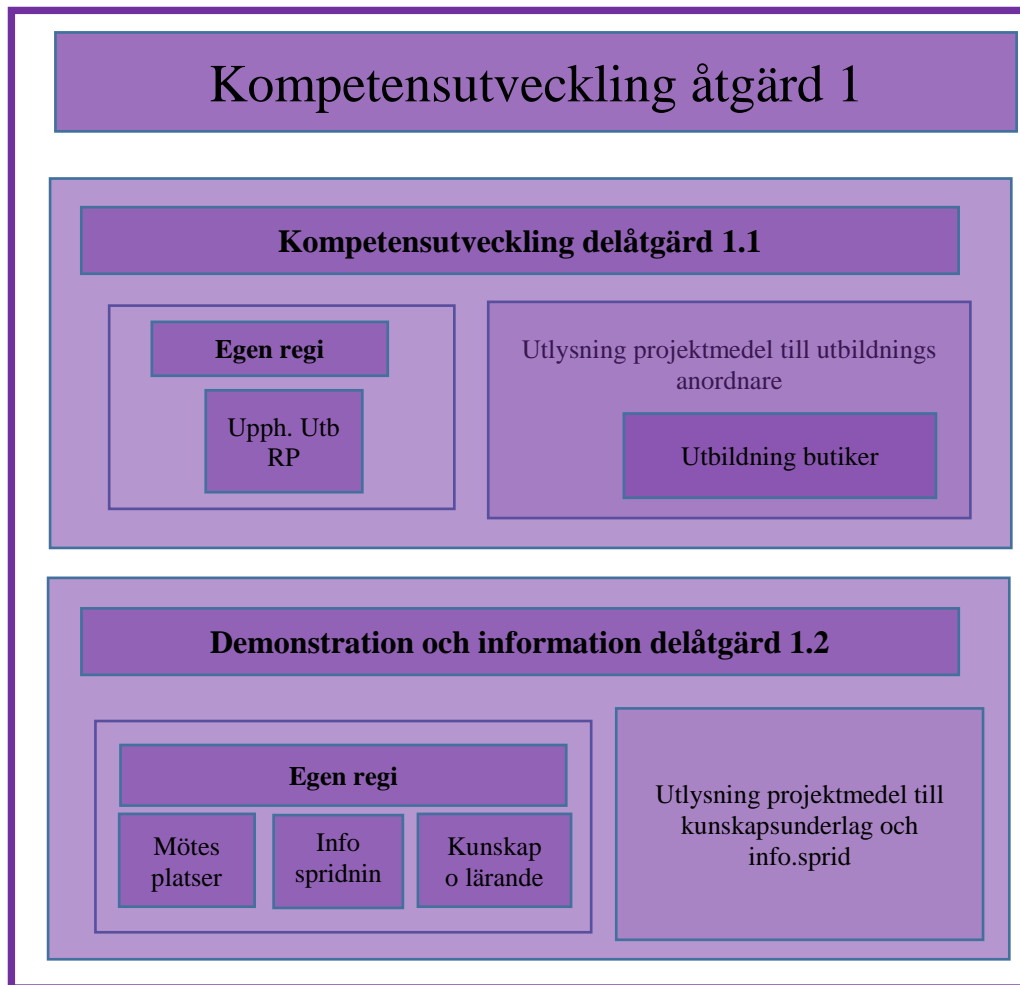 Kompetensutveckling åtgärd 1
Kompetensutveckling delåtgärd 1.1
Egen regi
Upph. Utb
RP
Utlysning projektmedel till utbildnings
anordnare
Utbildning butiker
Demonstration och information delåtgärd 1.2
Egen regi
Mötes
platser
Info
spridnin
Kunskap
o lärande
Utlysning projektmedel till
kunskapsunderlag och
info.sprid